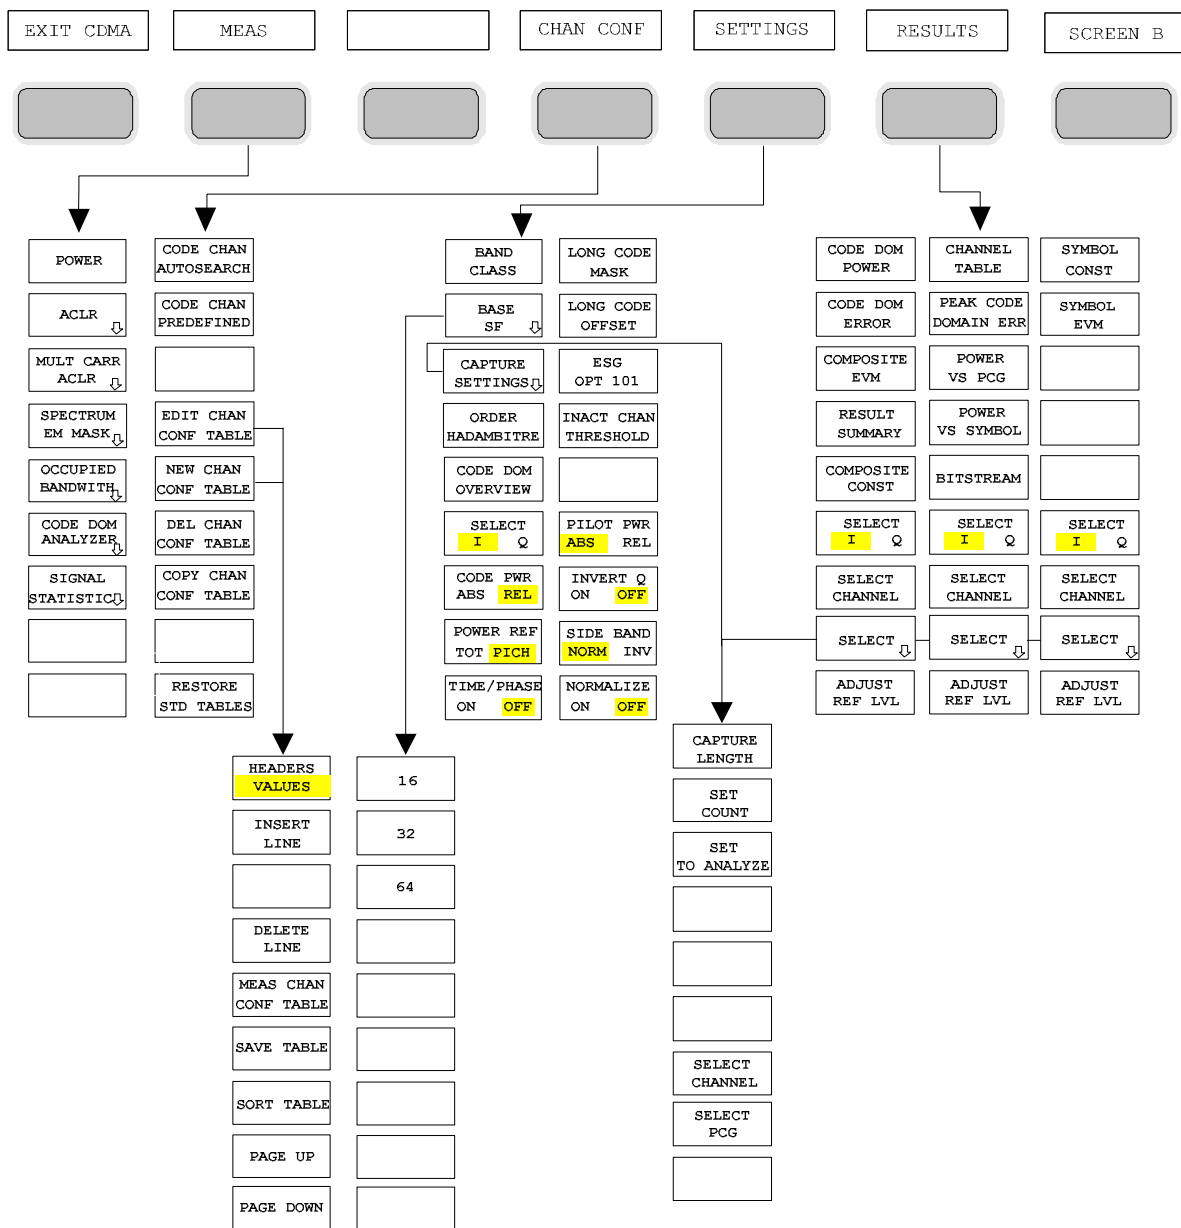 EXIT CDMA
MEAS
CHAN CONF
SETTINGS
RESULTS
SCREEN B
POWER
ACLR
MULT CARR
ACLR
SPECTRUM
EM MASK
OCCUPIED
BANDWITH
CODE DOM
ANALYZER
SIGNAL
STATISTIC
CODE CHAN
AUTOSEARCH
CODE CHAN
PREDEFINED
EDIT CHAN
CONF TABLE
NEW CHAN
CONF TABLE
DEL CHAN
CONF TABLE
COPY CHAN
CONF TABLE
RESTORE
STD TABLES
BAND
CLASS
BASE
SF
CAPTURE
SETTINGS
ORDER
HADAMBITRE
CODE DOM
OVERVIEW
SELECT
I Q
CODE PWR
ABS REL
POWER REF
TOT PICH
TIME/PHASE
ON OFF
LONG CODE
MASK
LONG CODE
OFFSET
ESG
OPT 101
INACT CHAN
THRESHOLD
PILOT PWR
ABS REL
INVERT Q
ON OFF
SIDE BAND
NORM INV
NORMALIZE
ON OFF
CODE DOM
POWER
CODE DOM
ERROR
COMPOSITE
EVM
RESULT
SUMMARY
COMPOSITE
CONST
SELECT
I Q
SELECT
CHANNEL
SELECT
ADJUST
REF LVL
CHANNEL
TABLE
PEAK CODE
DOMAIN ERR
POWER
VS PCG
POWER
VS SYMBOL
BITSTREAM
SELECT
I Q
SELECT
CHANNEL
SELECT
ADJUST
REF LVL
SYMBOL
CONST
SYMBOL
EVM
SELECT
I Q
SELECT
CHANNEL
SELECT
ADJUST
REF LVL
HEADERS
VALUES
INSERT
LINE
DELETE
LINE
MEAS CHAN
CONF TABLE
SAVE TABLE
SORT TABLE
PAGE UP
PAGE DOWN
16
32
64
CAPTURE
LENGTH
SET
COUNT
SET
TO ANALYZE
SELECT
CHANNEL
SELECT
PCG